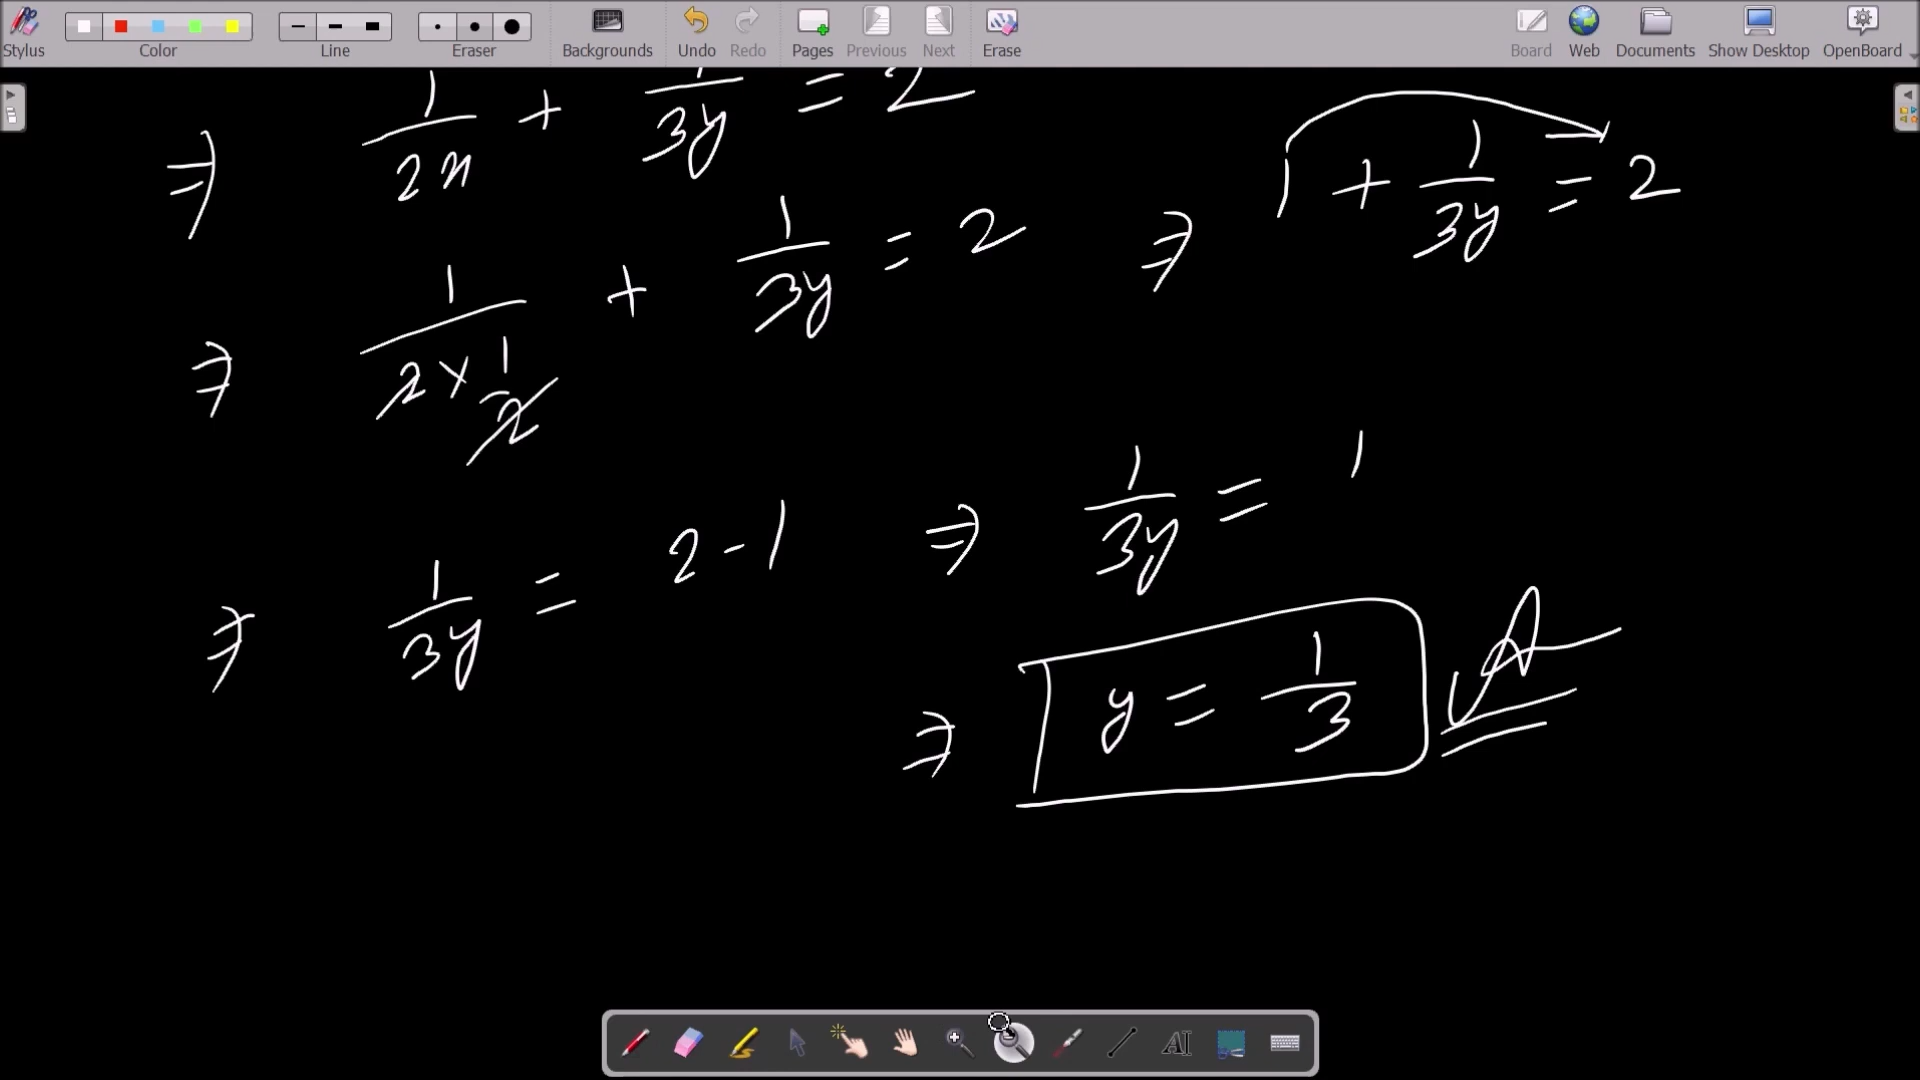 Stylus Color Line Eraser Backgrounds Undo Redo Pages Previous Next Erase Board Web Documents Show Desktop OpenBoard
⇒ 1/2x + 1/3y = 2
⇒ 1/(2 × 1/2) + 1/3y = 2 ⇒ 1 + 1/3y = 2
⇒ 1/3y = 2 - 1 ⇒ 1/3y = 1
⇒ y = 1/3
AI